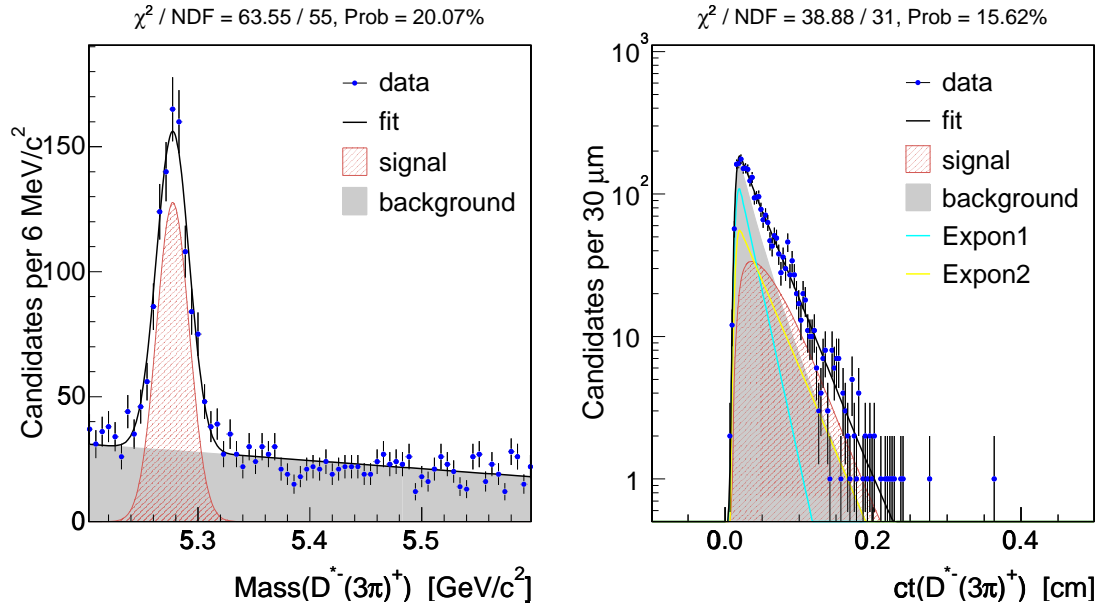 χ² / NDF = 63.55 / 55, Prob = 20.07%
Candidates per 6 MeV/c²
150
100
50
0
data
fit
signal
background
5.3
5.4
5.5
Mass(D*⁻(3π)⁺) [GeV/c²]
χ² / NDF = 38.88 / 31, Prob = 15.62%
Candidates per 30 μm
10³
10²
10
1
data
fit
signal
background
Expon1
Expon2
0.0
0.2
0.4
ct(D*⁻(3π)⁺) [cm]